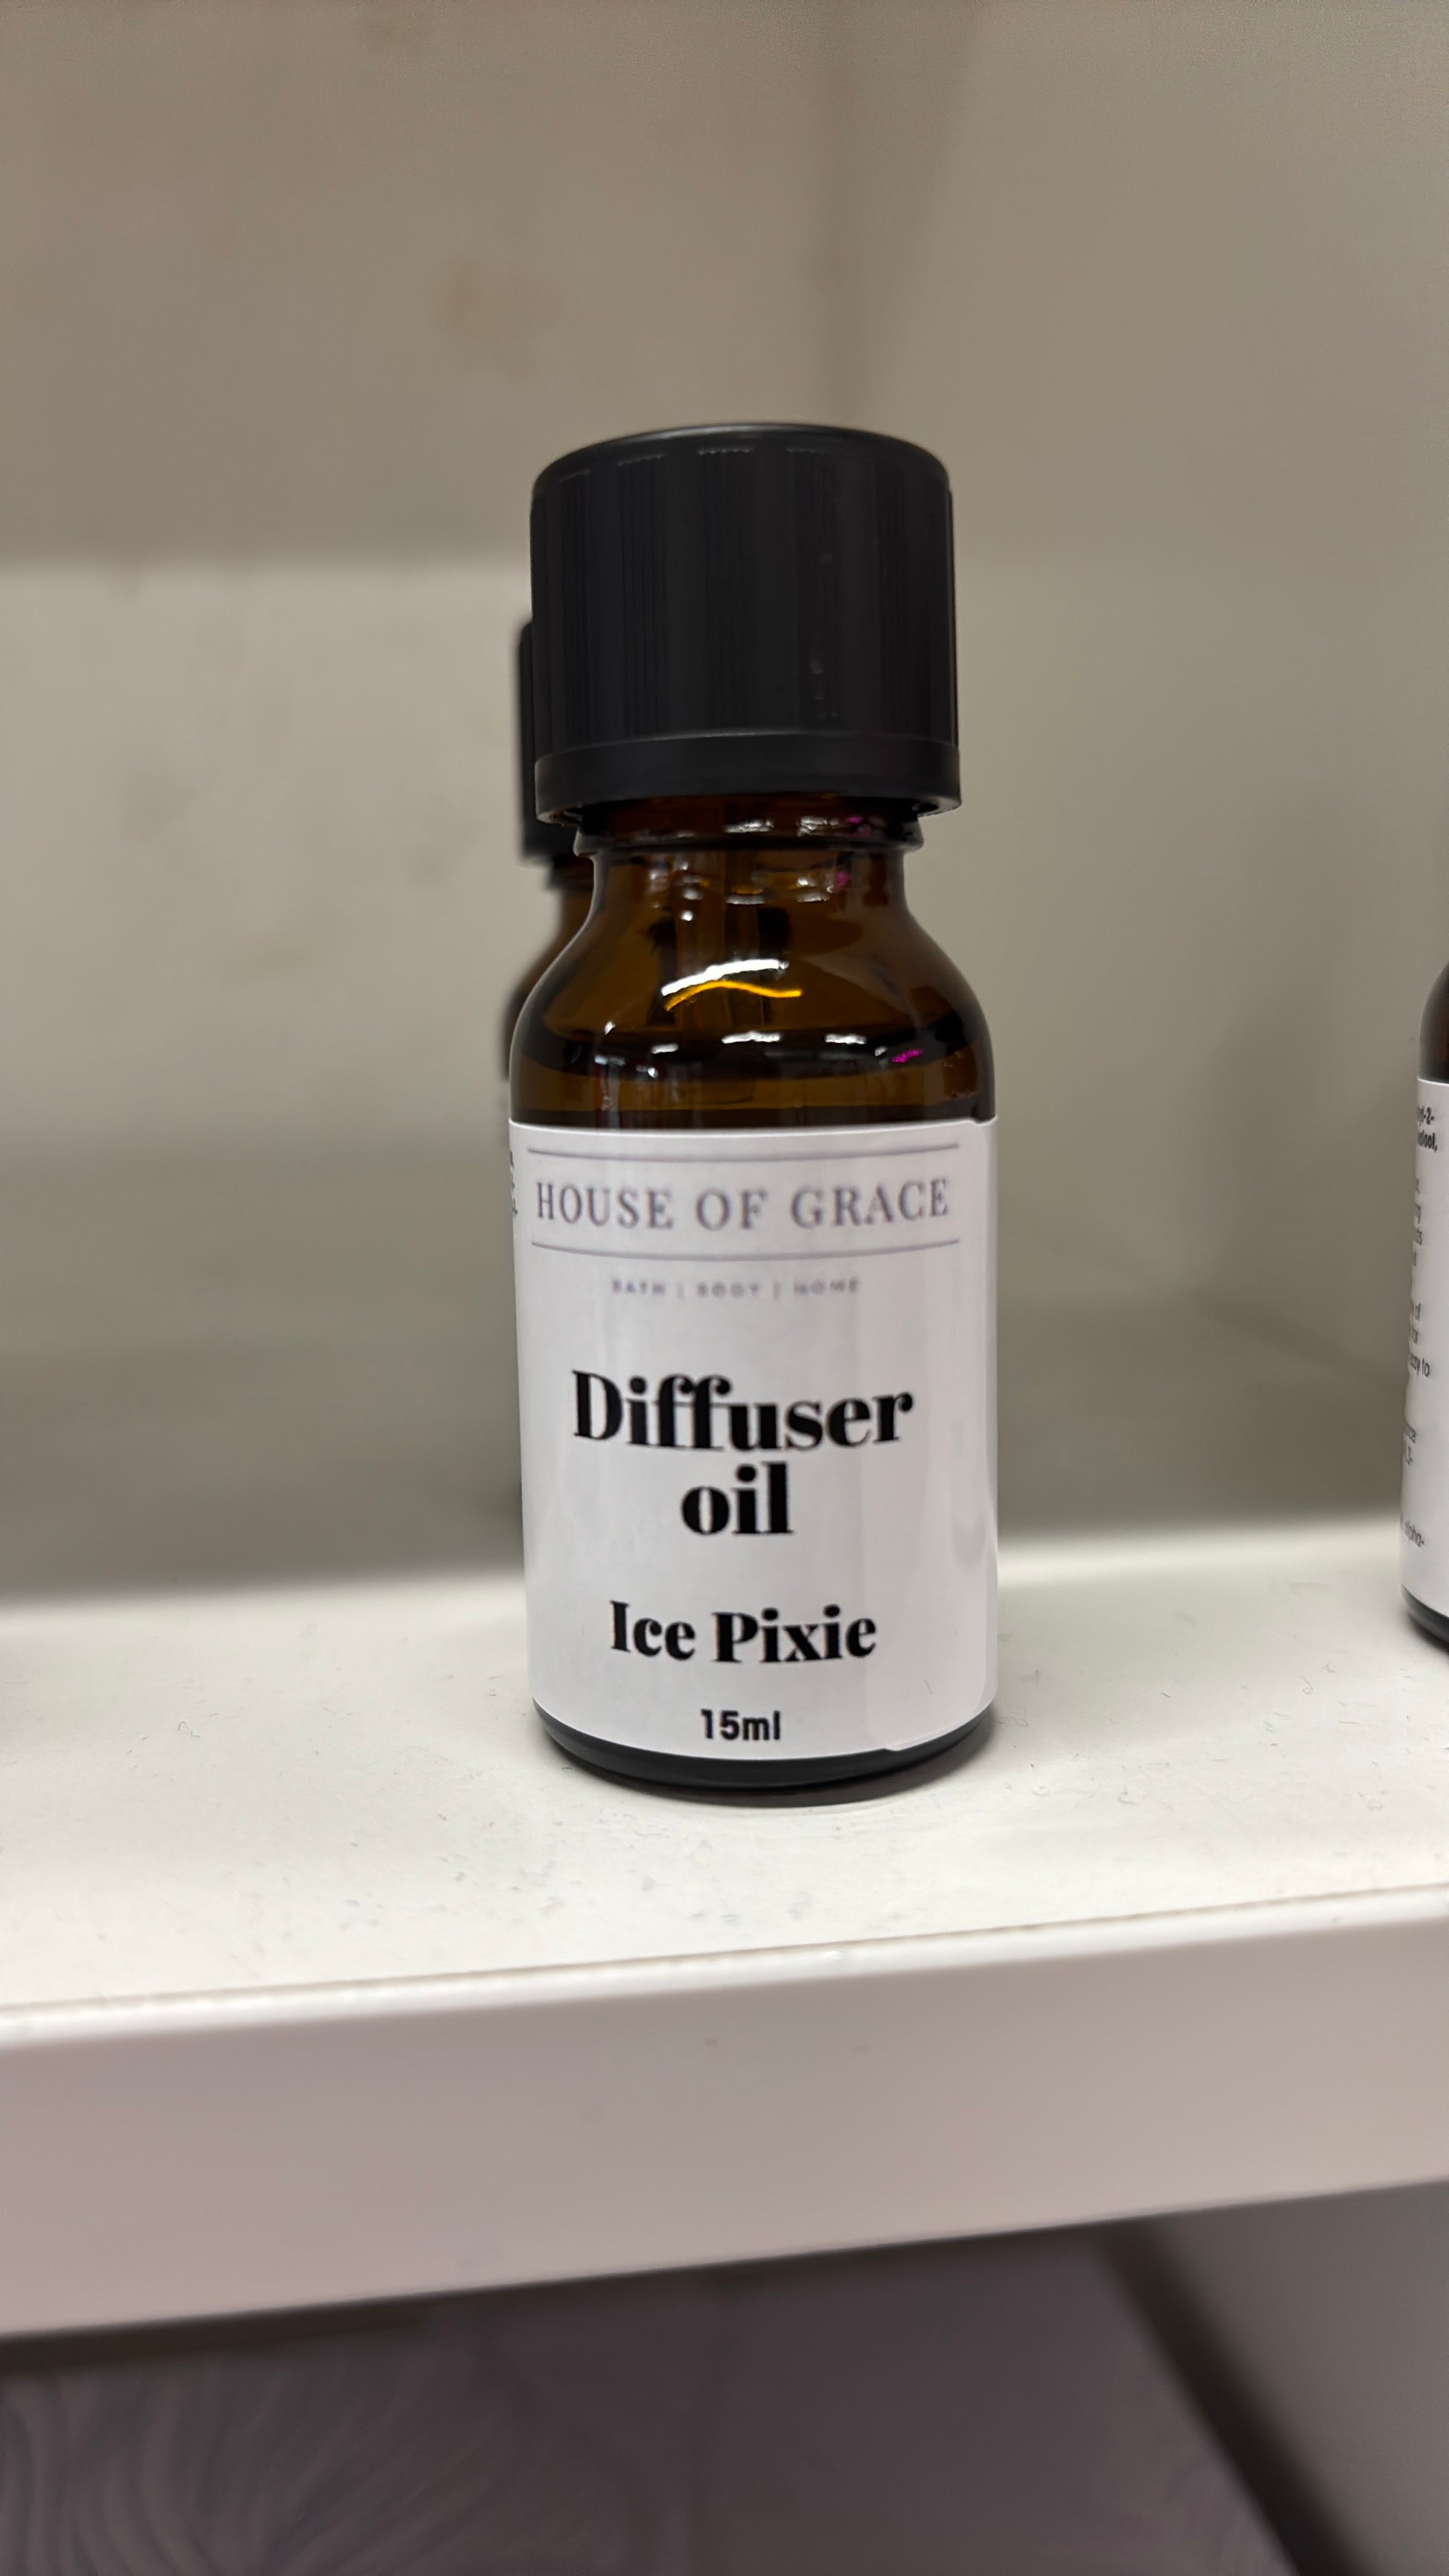 HOUSE OF GRACE
BATH | BODY | HOME
Diffuser
oil
Ice Pixie
15ml